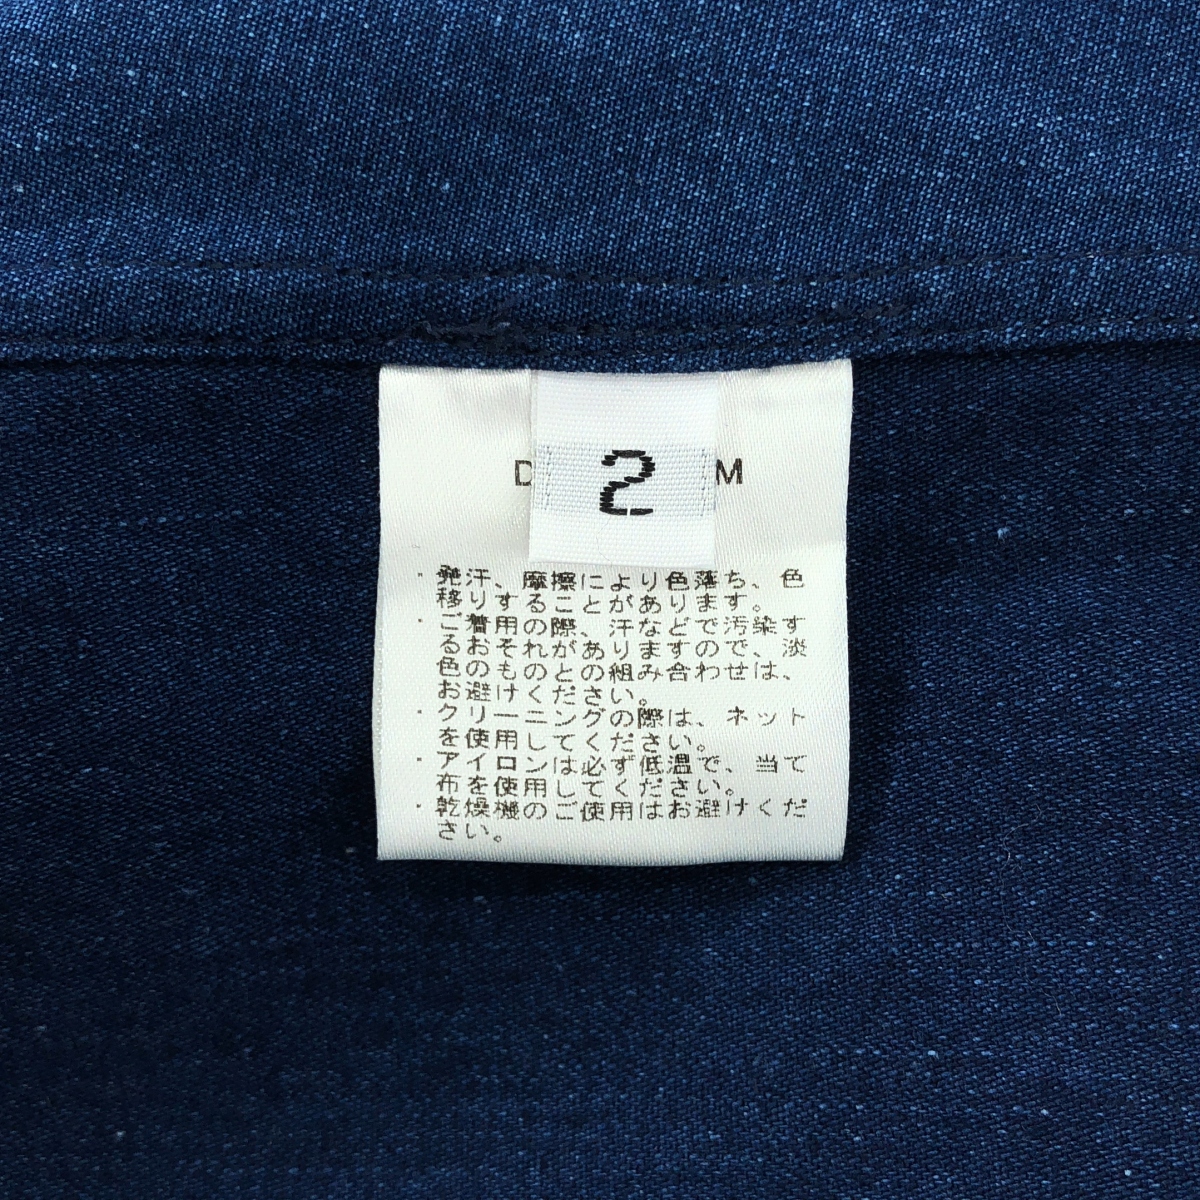 2
D M
・発汗、摩擦により色落ち、色
移りすることがあります。
・ご着用の際、汗などで汚染す
るおそれがありますので、淡
色のものとの組み合わせは、
お避けください。
・クリーニングの際は、ネット
を使用してください。
・アイロンは必ず低温で、当て
布を使用してください。
・乾燥機のご使用はお避けくだ
さい。